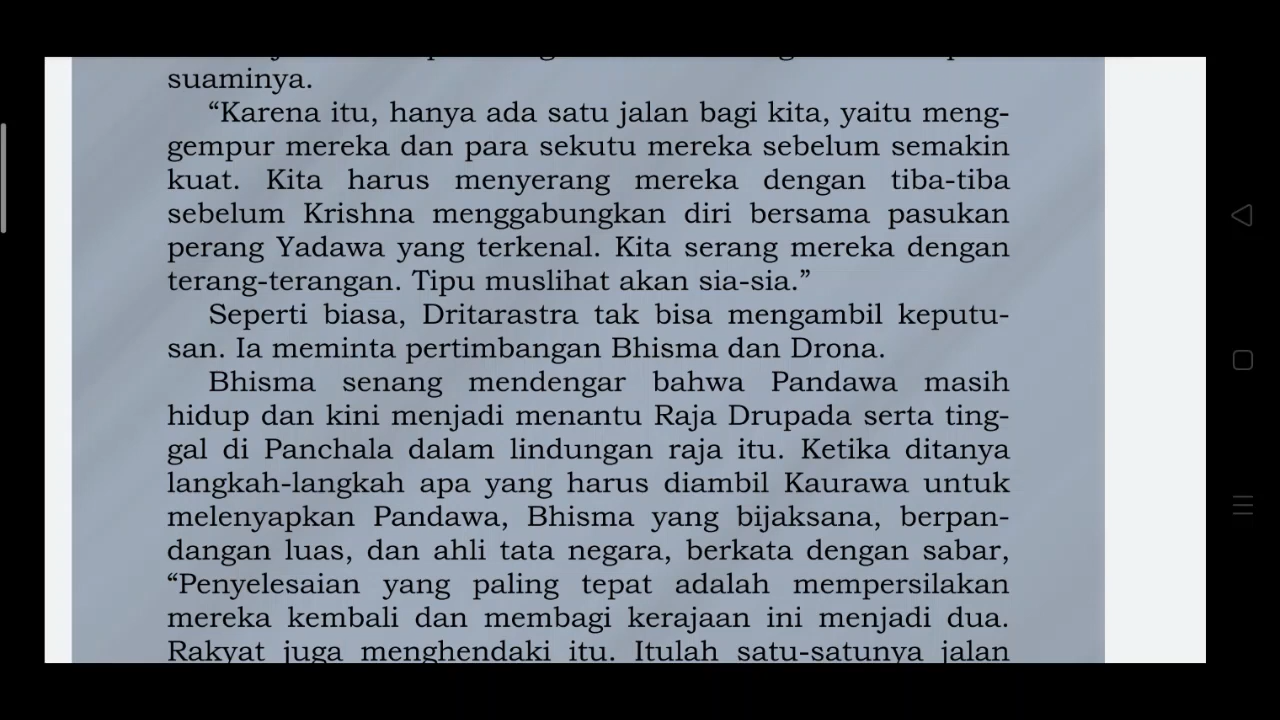 suaminya.
“Karena itu, hanya ada satu jalan bagi kita, yaitu meng-
gempur mereka dan para sekutu mereka sebelum semakin
kuat. Kita harus menyerang mereka dengan tiba-tiba
sebelum Krishna menggabungkan diri bersama pasukan
perang Yadawa yang terkenal. Kita serang mereka dengan
terang-terangan. Tipu muslihat akan sia-sia.”
Seperti biasa, Dritarastra tak bisa mengambil keputu-
san. Ia meminta pertimbangan Bhisma dan Drona.
Bhisma senang mendengar bahwa Pandawa masih
hidup dan kini menjadi menantu Raja Drupada serta ting-
gal di Panchala dalam lindungan raja itu. Ketika ditanya
langkah-langkah apa yang harus diambil Kaurawa untuk
melenyapkan Pandawa, Bhisma yang bijaksana, berpan-
dangan luas, dan ahli tata negara, berkata dengan sabar,
“Penyelesaian yang paling tepat adalah mempersilakan
mereka kembali dan membagi kerajaan ini menjadi dua.
Rakyat juga menghendaki itu. Itulah satu-satunya jalan